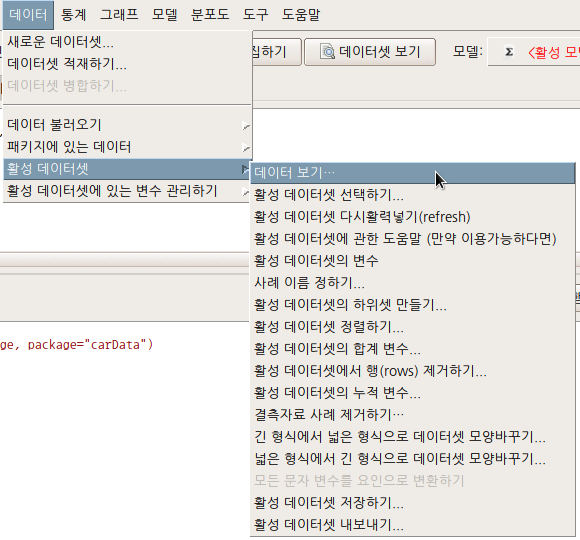 데이터 통계 그래프 모델 분포도 도구 도움말
새로운 데이터셋...
데이터셋 적재하기...
집하기 데이터셋 보기 모델: Σ <활성 모
데이터셋 병합하기...
데이터 불러오기
패키지에 있는 데이터
활성 데이터셋
활성 데이터셋에 있는 변수 관리하기
데이터 보기…
활성 데이터셋 선택하기...
활성 데이터셋 다시활력넣기(refresh)
활성 데이터셋에 관한 도움말 (만약 이용가능하다면)
활성 데이터셋의 변수
사례 이름 정하기...
활성 데이터셋의 하위셋 만들기...
활성 데이터셋 정렬하기...
활성 데이터셋의 합계 변수...
활성 데이터셋에서 행(rows) 제거하기...
활성 데이터셋의 누적 변수...
결측자료 사례 제거하기…
긴 형식에서 넓은 형식으로 데이터셋 모양바꾸기...
넓은 형식에서 긴 형식으로 데이터셋 모양바꾸기...
모든 문자 변수를 요인으로 변환하기
활성 데이터셋 저장하기...
활성 데이터셋 내보내기...
ge, package="carData")